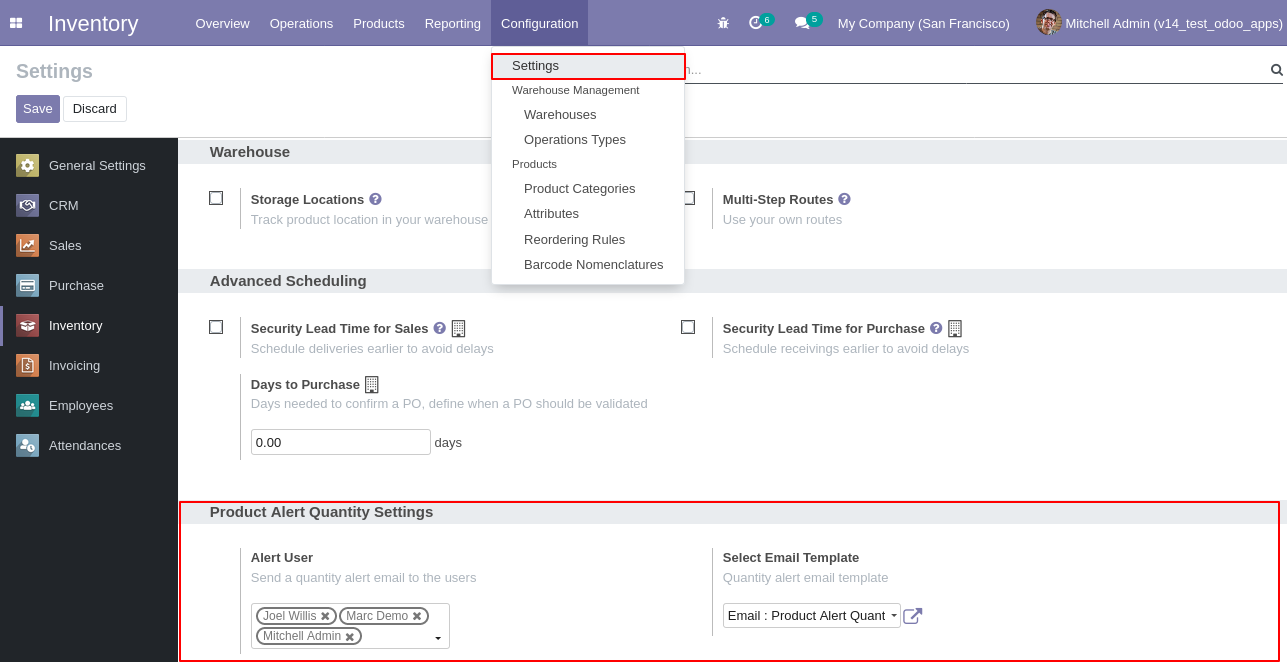 Inventory Overview Operations Products Reporting Configuration 6 5 My Company (San Francisco) Mitchell Admin (v14_test_odoo_apps)
Settings
Save Discard
Settings
Warehouse Management
Warehouses
Operations Types
Products
Product Categories
Attributes
Reordering Rules
Barcode Nomenclatures
General Settings
CRM
Sales
Purchase
Inventory
Invoicing
Employees
Attendances
Warehouse
Storage Locations ?
Track product location in your warehouse
Multi-Step Routes ?
Use your own routes
Advanced Scheduling
Security Lead Time for Sales ?
Schedule deliveries earlier to avoid delays
Security Lead Time for Purchase ?
Schedule receivings earlier to avoid delays
Days to Purchase
Days needed to confirm a PO, define when a PO should be validated
0.00 days
Product Alert Quantity Settings
Alert User
Send a quantity alert email to the users
Joel Willis Marc Demo
Mitchell Admin
Select Email Template
Quantity alert email template
Email : Product Alert Quant